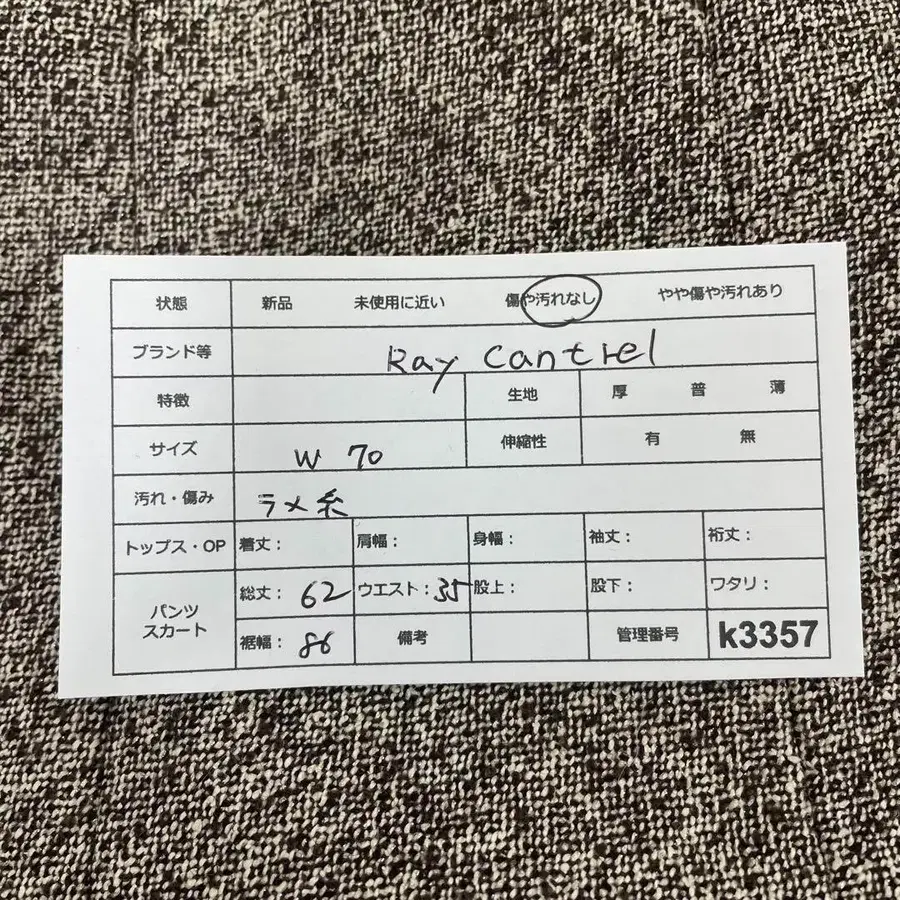 状態 新品 未使用に近い 傷や汚れなし やや傷や汚れあり
ブランド等 Ray Cantrel
特徴 生地 厚 普 薄
サイズ W 70 伸縮性 有 無
汚れ・傷み ラメ糸
トップス・OP 着丈: 肩幅: 身幅: 袖丈: 裄丈:
パンツ スカート 総丈: 62 ウエスト: 35 股上: 股下: ワタリ:
裾幅: 86 備考 管理番号 k3357